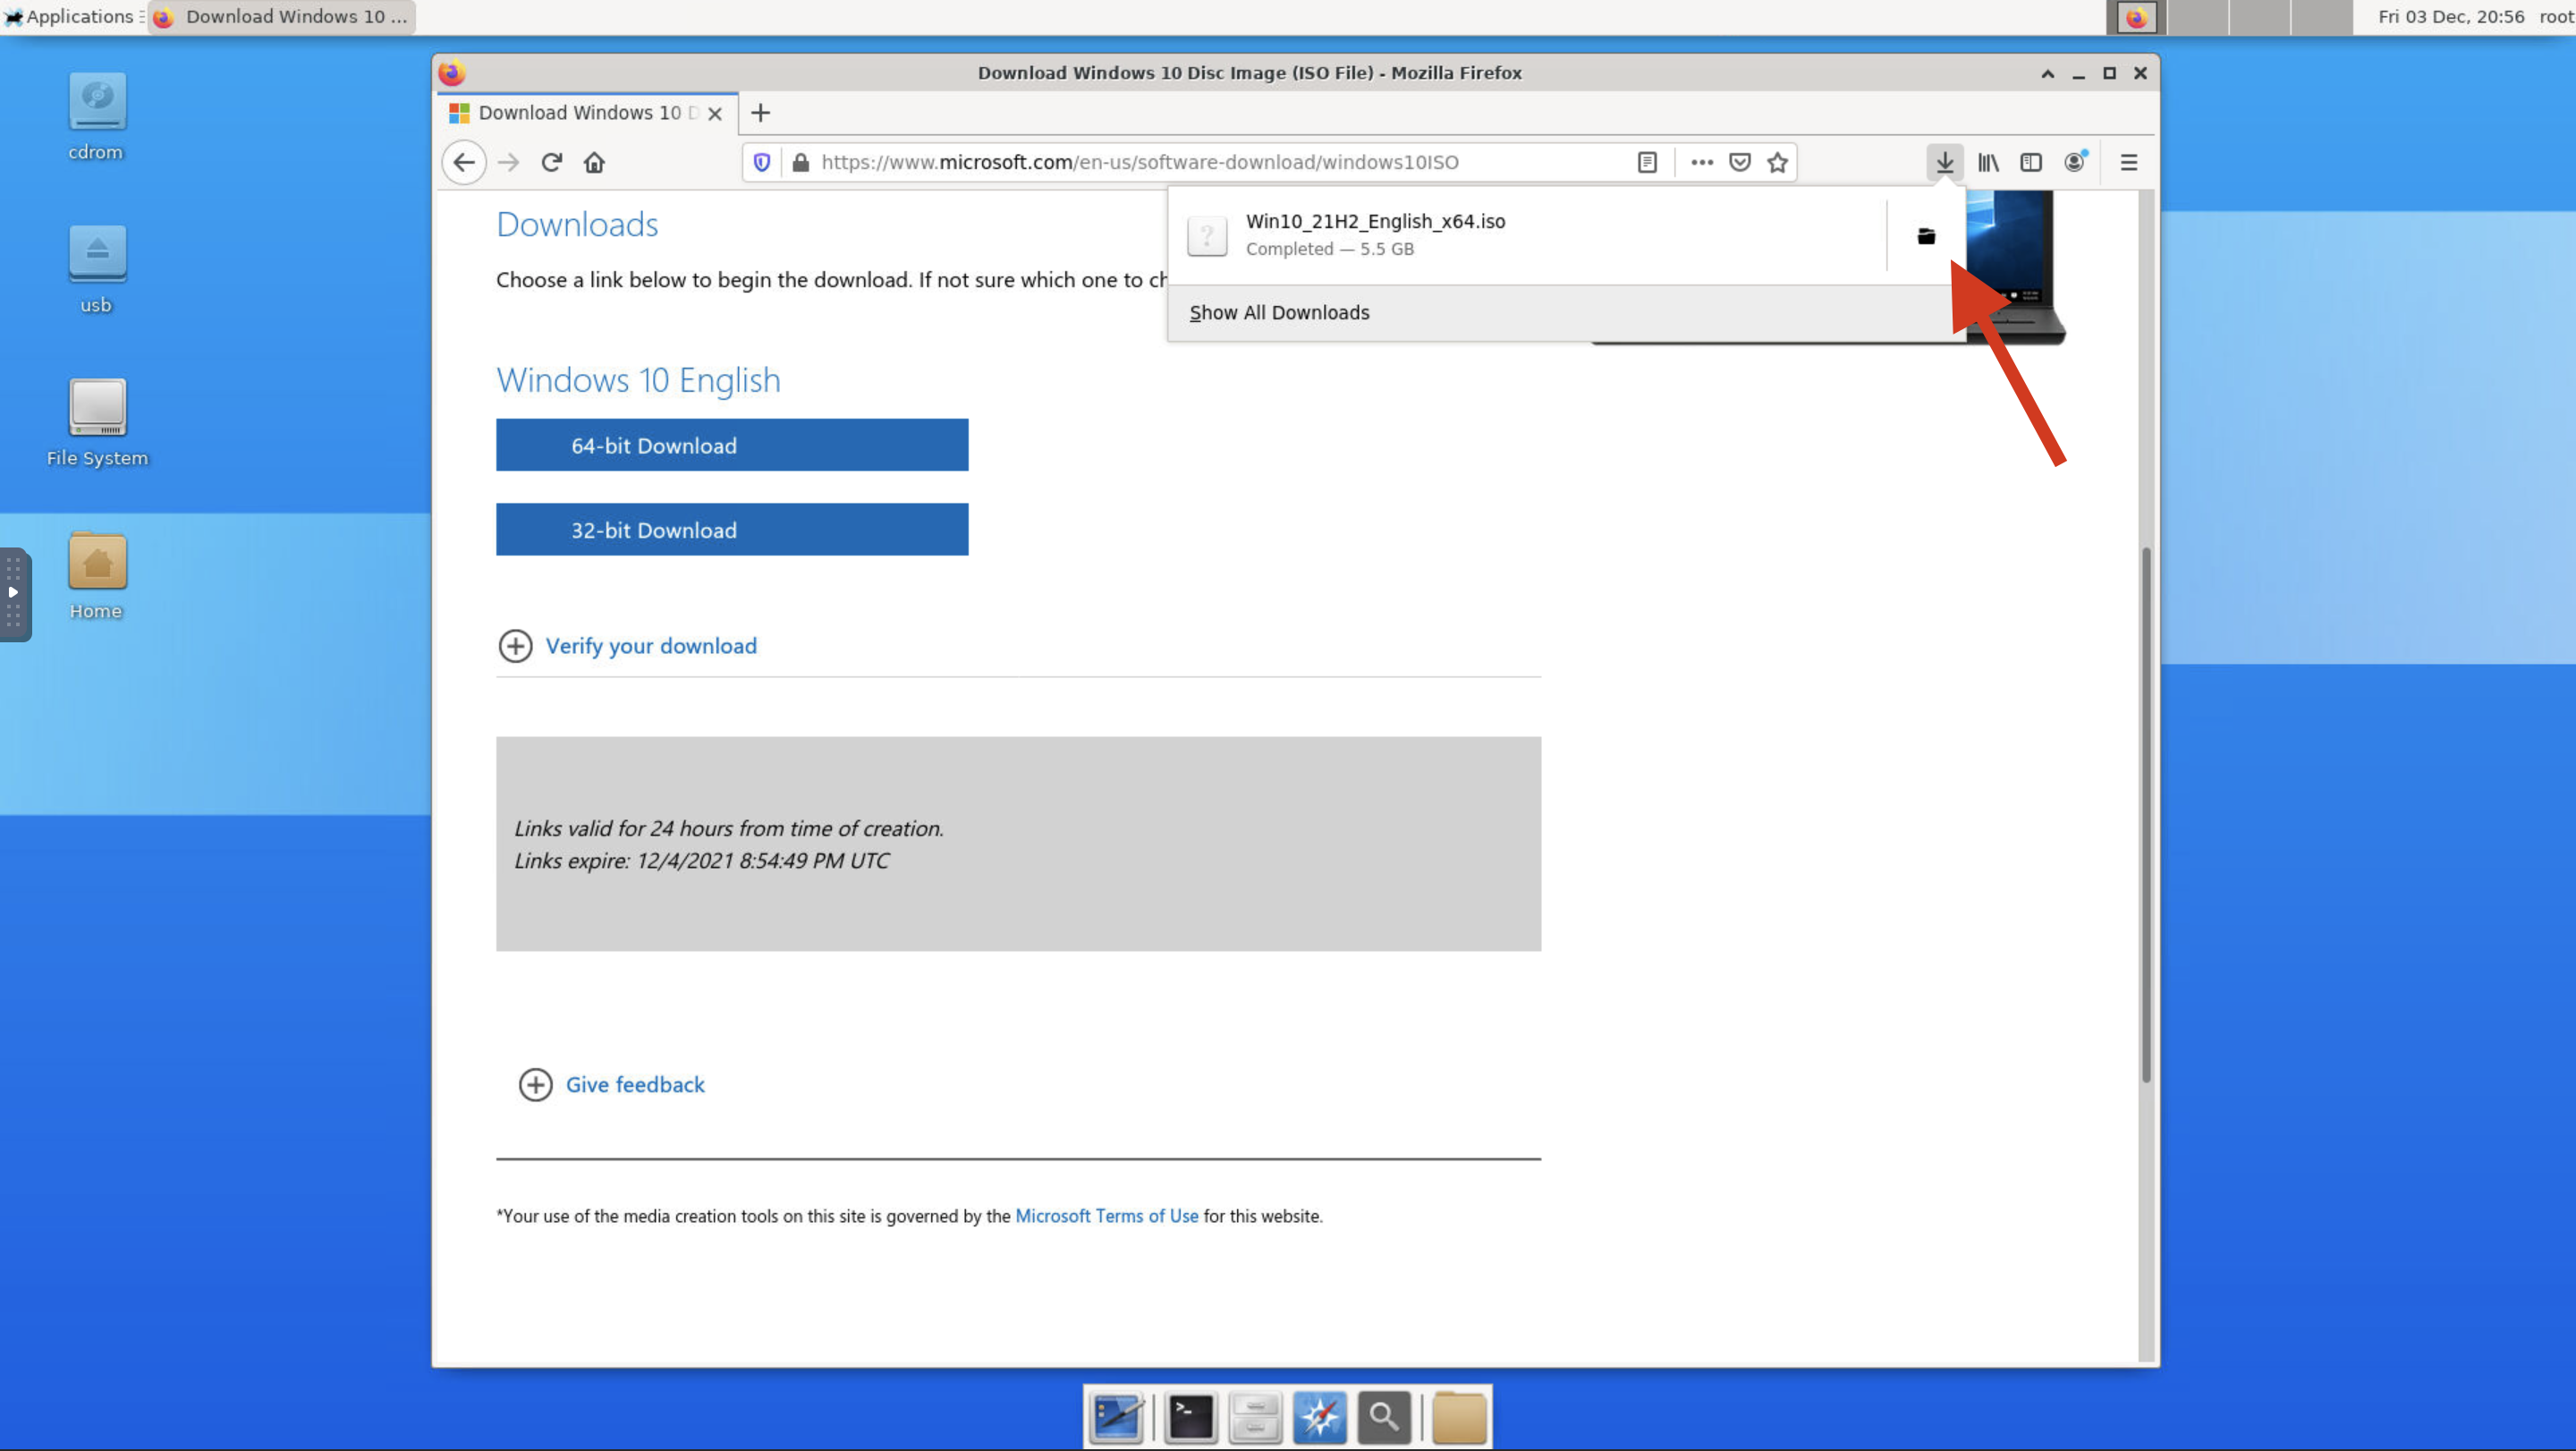 Applications
Download Windows 10 ...
Fri 03 Dec, 20:56 root
Download Windows 10 Disc Image (ISO File) - Mozilla Firefox
Download Windows 10 D
https://www.microsoft.com/en-us/software-download/windows10ISO
cdrom
usb
File System
Home
Win10_21H2_English_x64.iso
Completed — 5.5 GB
Show All Downloads
Downloads
Choose a link below to begin the download. If not sure which one to ch
Windows 10 English
64-bit Download
32-bit Download
Verify your download
Links valid for 24 hours from time of creation.
Links expire: 12/4/2021 8:54:49 PM UTC
Give feedback
*Your use of the media creation tools on this site is governed by the Microsoft Terms of Use for this website.